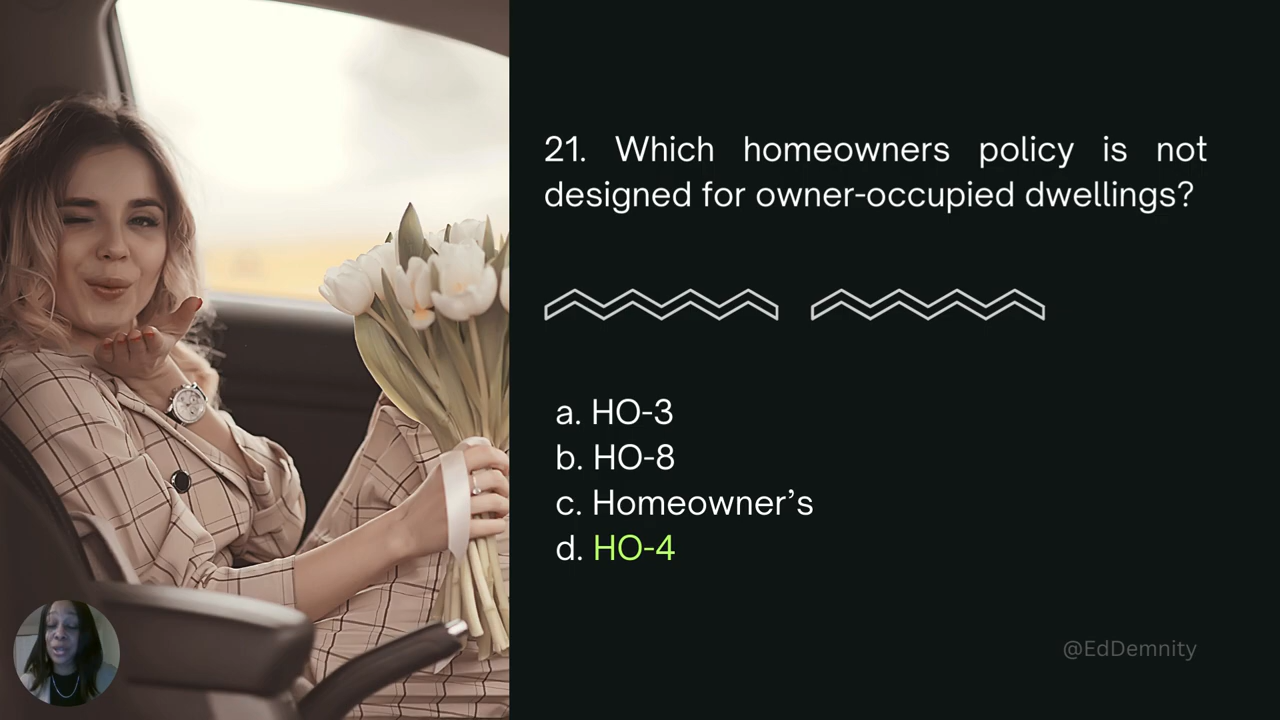 21. Which homeowners policy is not
designed for owner-occupied dwellings?
a. HO-3
b. HO-8
c. Homeowner’s
d. HO-4
@EdDemnity